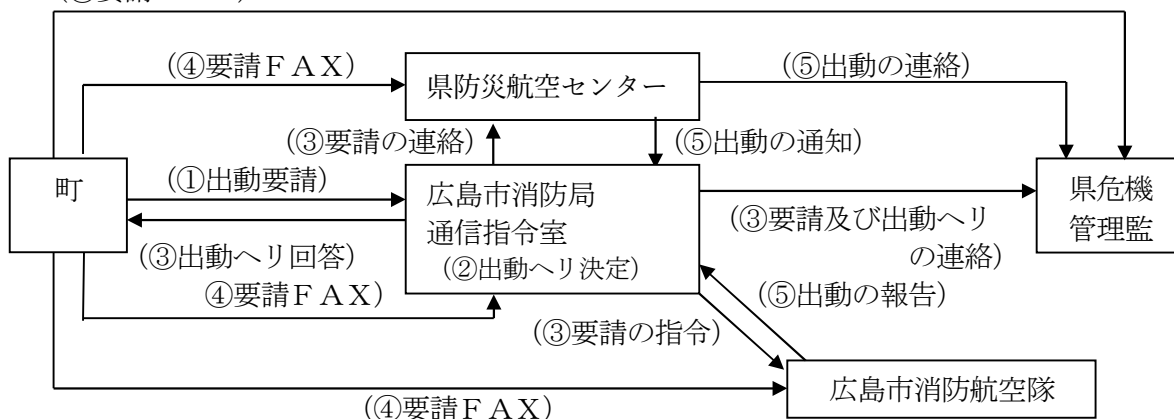 (④要請ＦＡＸ)
県防災航空センター
(⑤出動の連絡)
(③要請の連絡)
(⑤出動の通知)
町
(①出動要請)
広島市消防局
通信指令室
(②出動ヘリ決定)
県危機
管理監
(③要請及び出動ヘリ
の連絡)
(③出動ヘリ回答)
④要請ＦＡＸ)
(⑤出動の報告)
(③要請の指令)
広島市消防航空隊
(④要請ＦＡＸ)